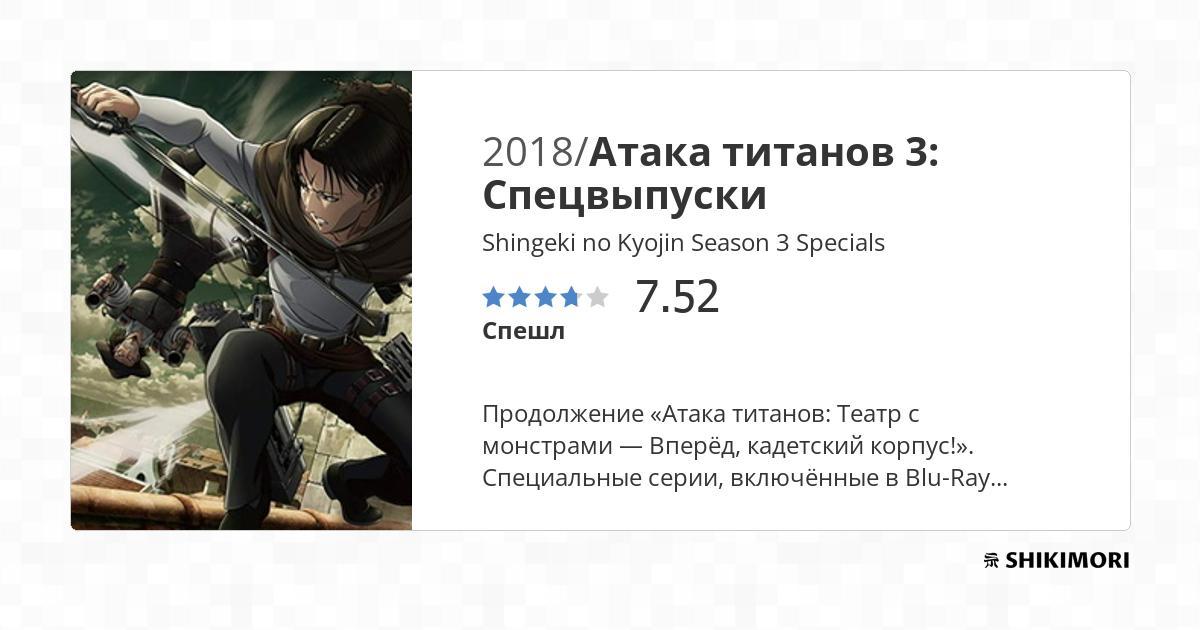 2018/Атака титанов 3:
Спецвыпуски
Shingeki no Kyojin Season 3 Specials
7.52
Спешл
Продолжение «Атака титанов: Театр с
монстрами — Вперёд, кадетский корпус!».
Специальные серии, включённые в Blu-Ray...
SHIKIMORI